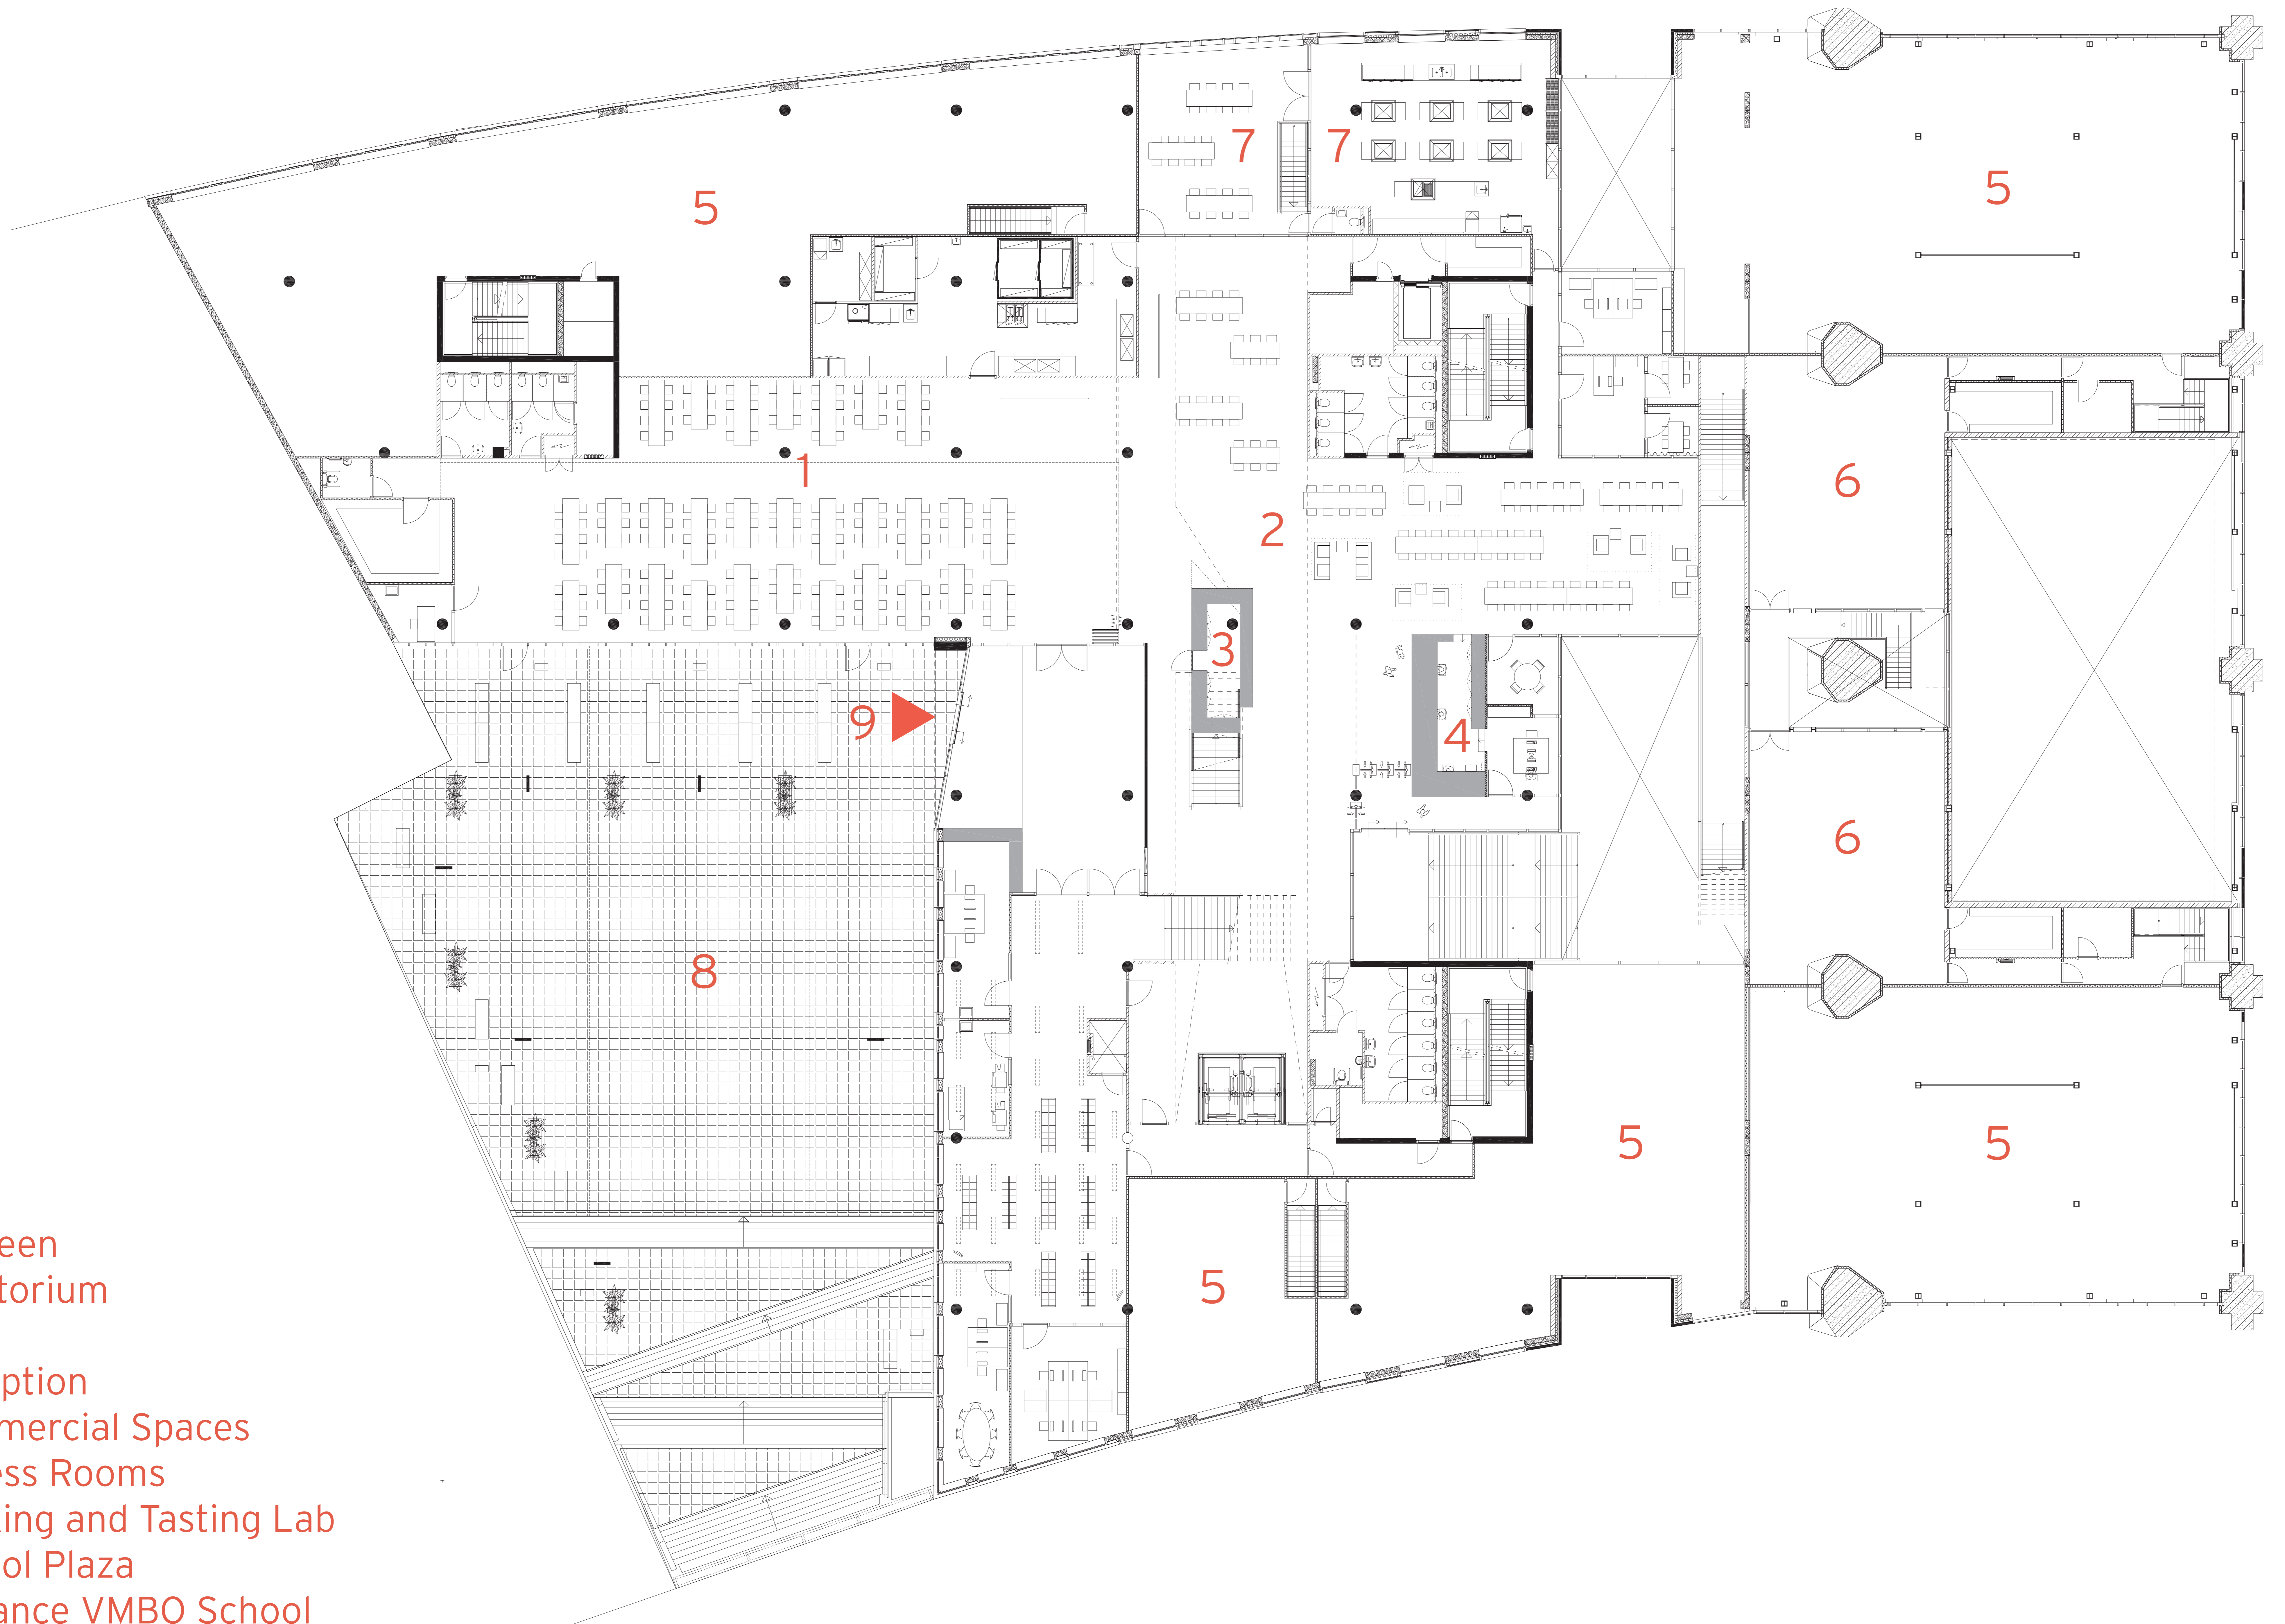 7
7
5
5
1
6
2
3
9
4
6
8
5
5
5
een
torium
ption
mercial Spaces
ess Rooms
ing and Tasting Lab
ol Plaza
ance VMBO School